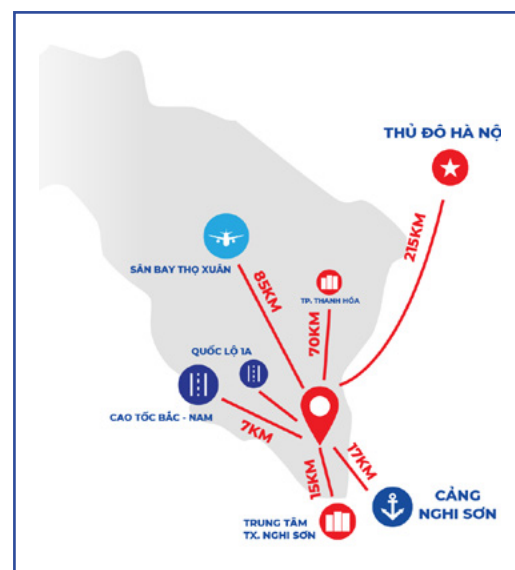 THỦ ĐÔ HÀ NỘ
215KM
SÂN BAY THỌ XUÂN
85KM
TP. THANH HÓA
70KM
QUỐC LỘ 1A
CAO TỐC BẮC - NAM
7KM
17KM
15KM
CẢNG
NGHI SƠN
TRUNG TÂM
TX. NGHI SƠN